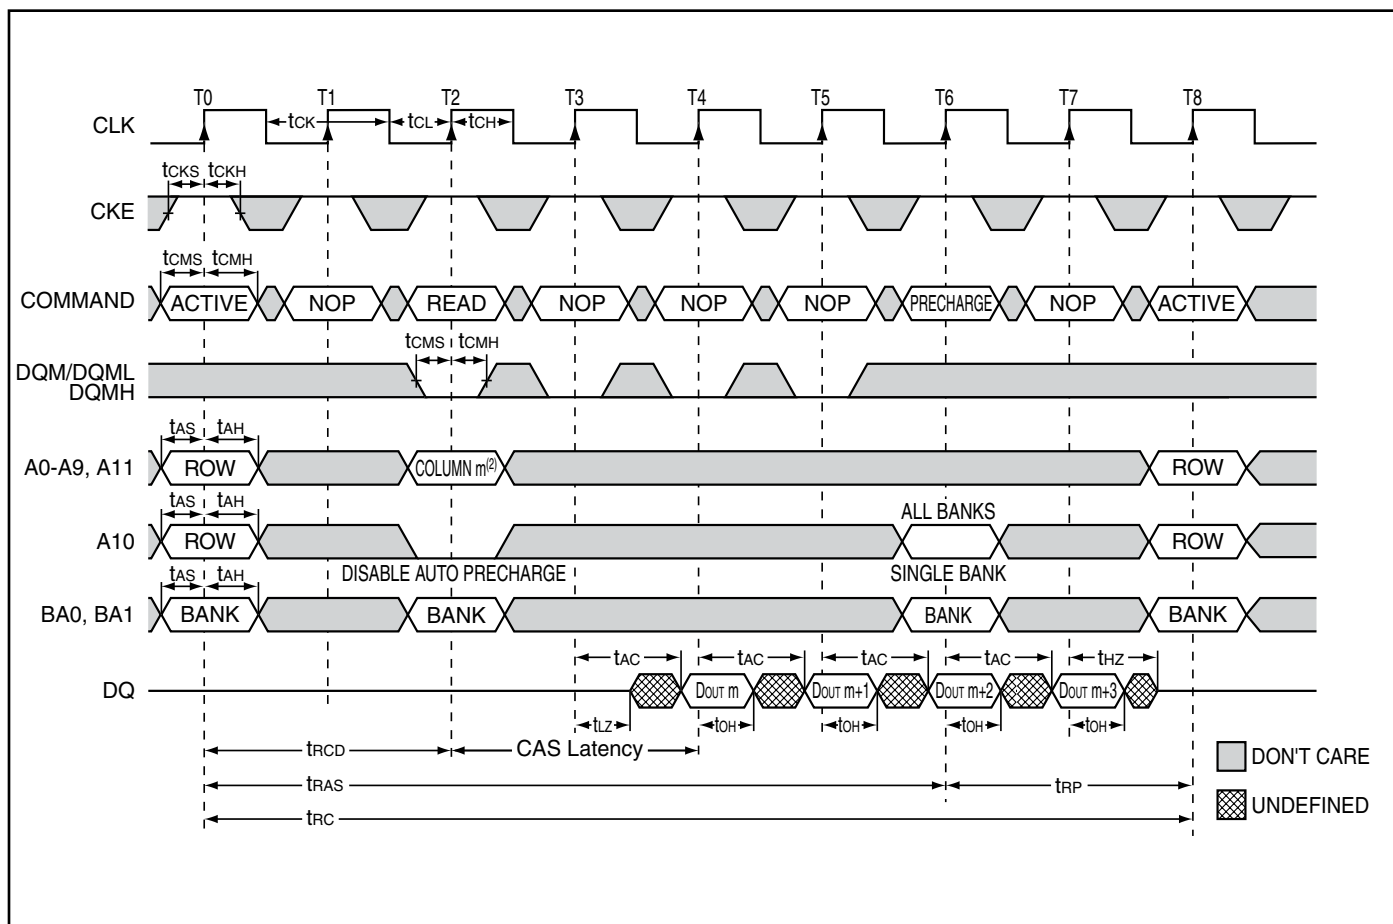 T0 T1 T2 T3 T4 T5 T6 T7 T8
CLK tCK tCL tCH
tCKS tCKH
CKE
tCMS tCMH
COMMAND ACTIVE NOP READ NOP NOP NOP PRECHARGE NOP ACTIVE
tCMS tCMH
DQM/DQML
DQMH
tAS tAH
A0-A9, A11 ROW COLUMN m(2) ROW
tAS tAH ALL BANKS
A10 ROW ROW
DISABLE AUTO PRECHARGE SINGLE BANK
tAS tAH
BA0, BA1 BANK BANK BANK BANK
tAC tAC tAC tAC tHZ
DQ DOUT m DOUT m+1 DOUT m+2 DOUT m+3
tLZ tOH tOH tOH tOH
tRCD CAS Latency
DON'T CARE
tRAS tRP
UNDEFINED
tRC